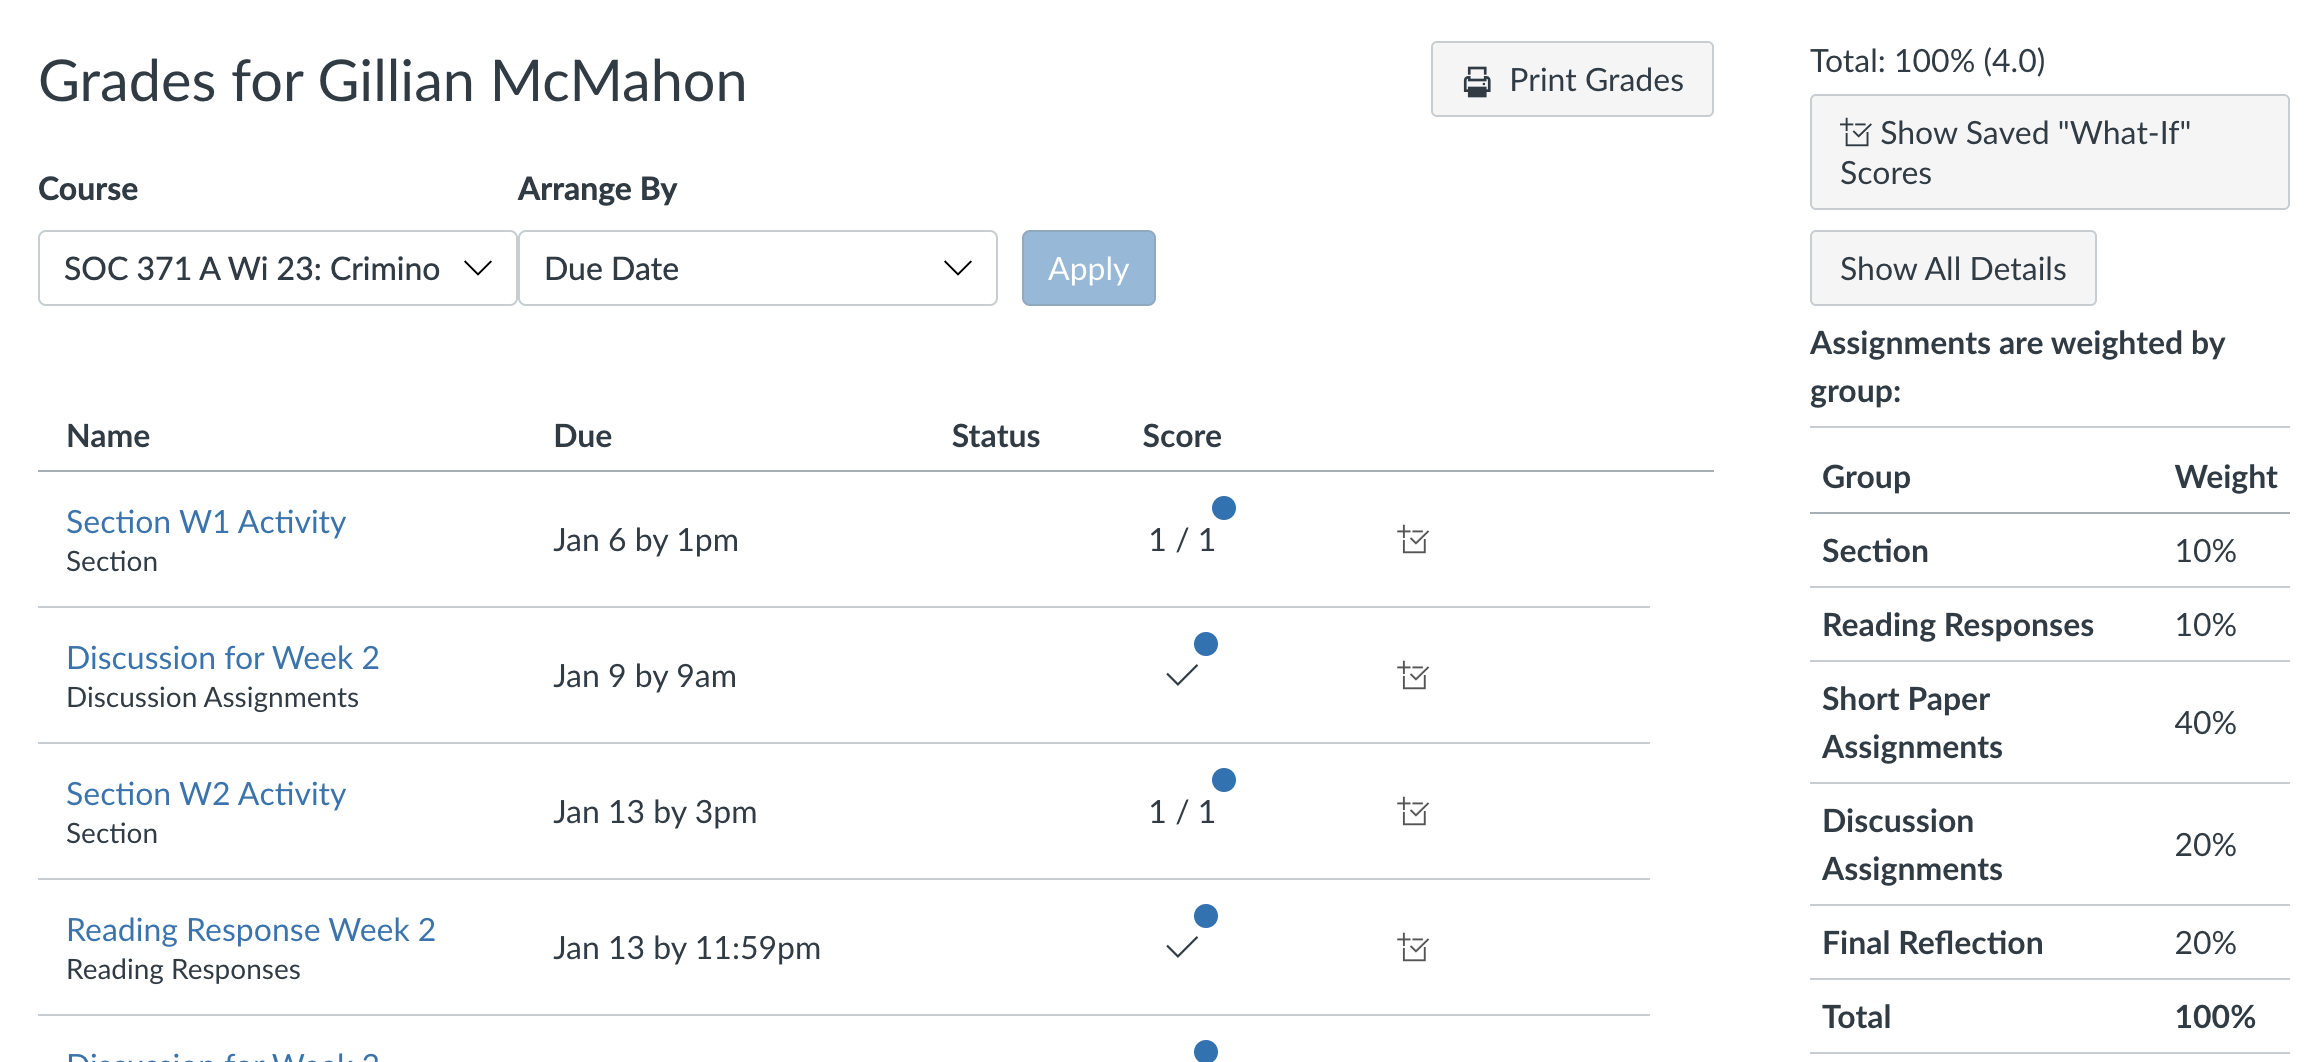 Grades for Gillian McMahon
Print Grades
Course
Arrange By
SOC 371 A Wi 23: Crimino
Due Date
Apply
Name Due Status Score
Section W1 Activity
Section
Jan 6 by 1pm
1 / 1
Discussion for Week 2
Discussion Assignments
Jan 9 by 9am
Section W2 Activity
Section
Jan 13 by 3pm
1 / 1
Reading Response Week 2
Reading Responses
Jan 13 by 11:59pm
Discussion for Week
Total: 100% (4.0)
Show Saved "What-If"
Scores
Show All Details
Assignments are weighted by
group:
Group Weight
Section 10%
Reading Responses 10%
Short Paper
Assignments
40%
Discussion
Assignments
20%
Final Reflection 20%
Total 100%